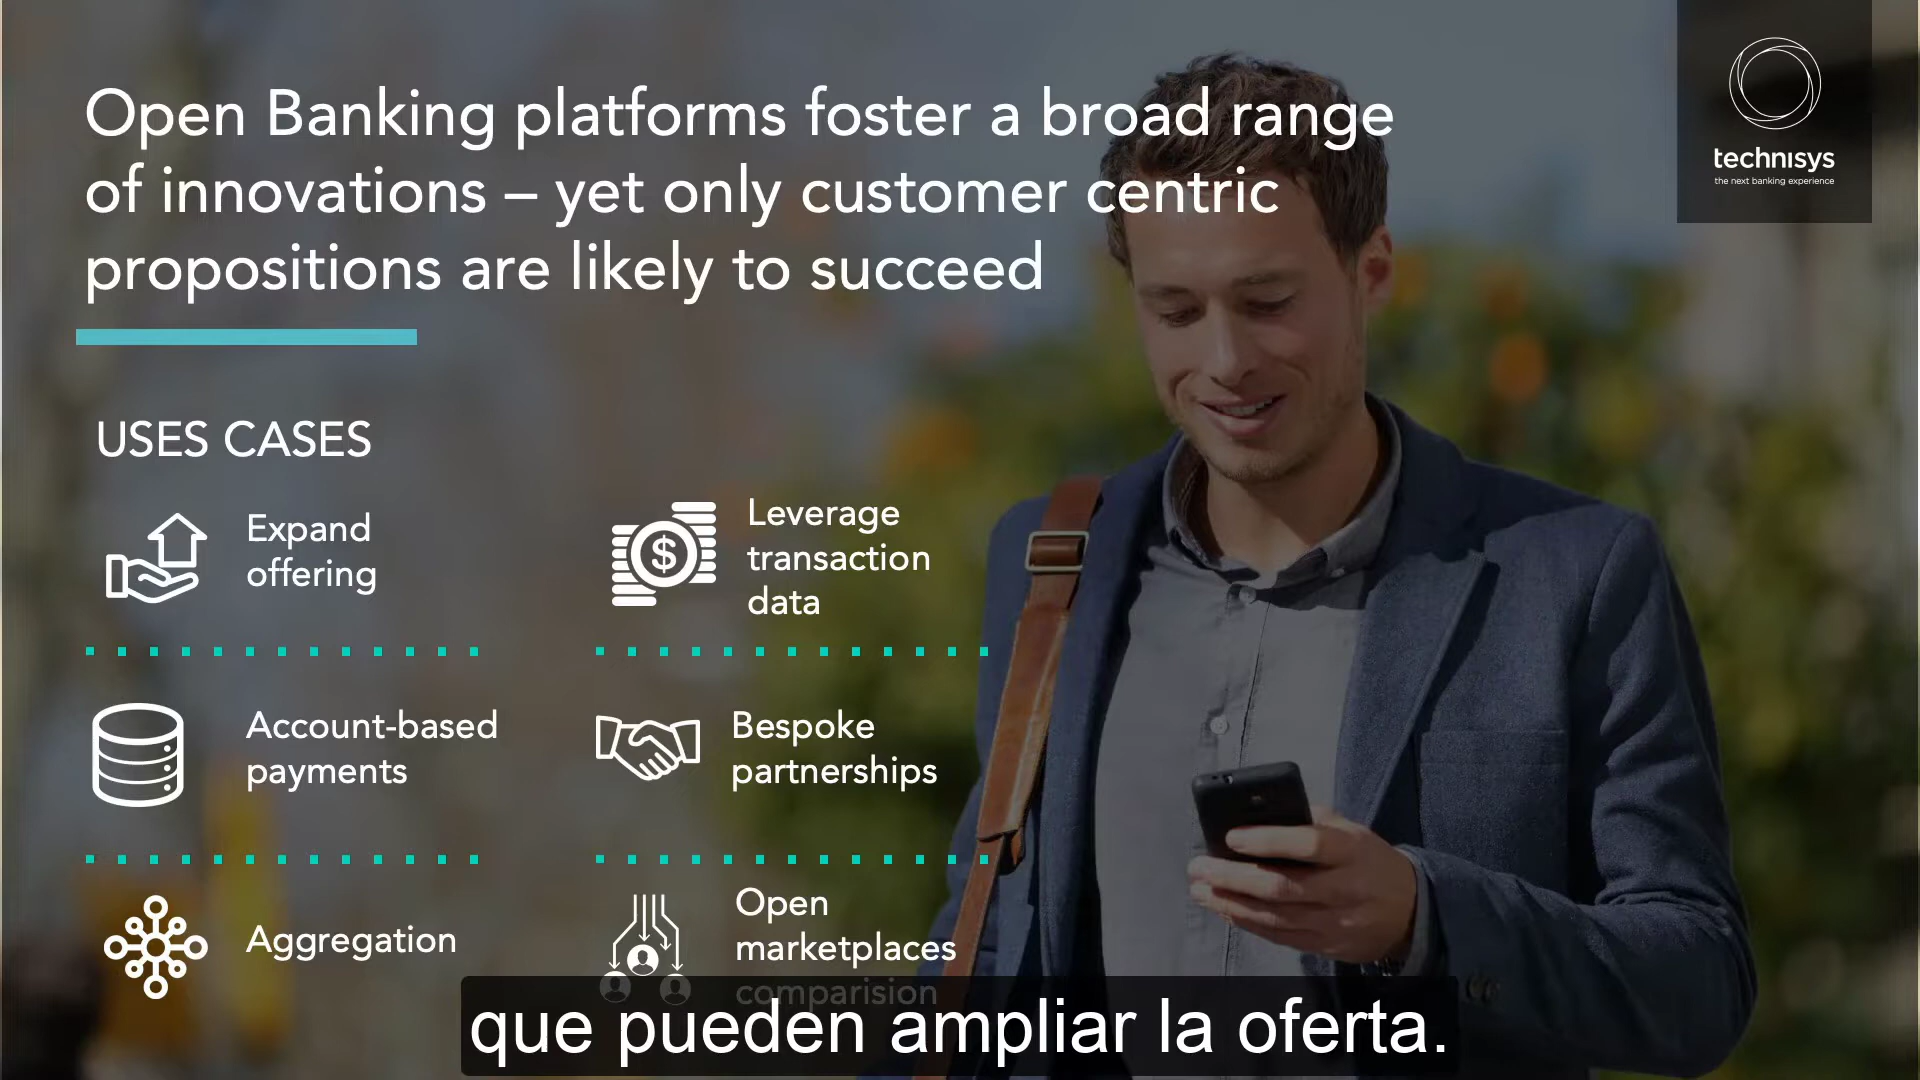 Open Banking platforms foster a broad range
of innovations – yet only customer centric
propositions are likely to succeed
technisys
the next banking experience
USES CASES
Expand
offering
Leverage
transaction
data
Account-based
payments
Bespoke
partnerships
Aggregation
Open
marketplaces
comparision
que pueden ampliar la oferta.